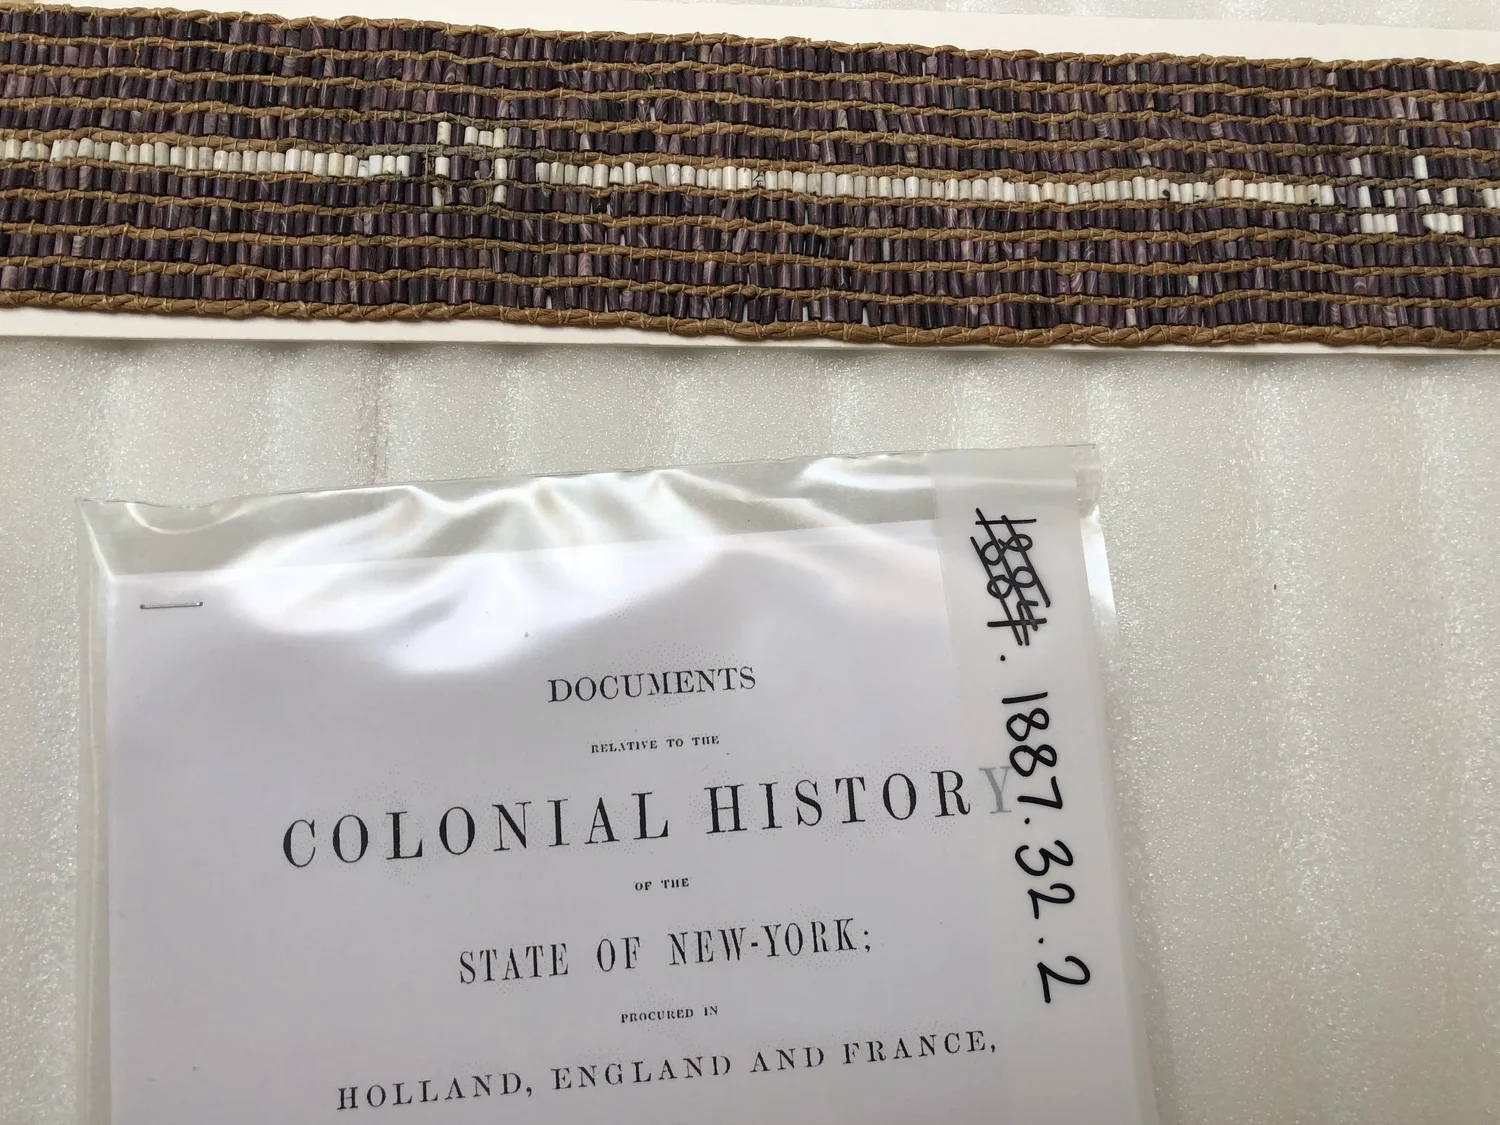 DOCUMENTS
RELATIVE TO THE
COLONIAL HISTORY
OF THE
STATE OF NEW-YORK;
PROCURED IN
HOLLAND, ENGLAND AND FRANCE,
1887.32.2